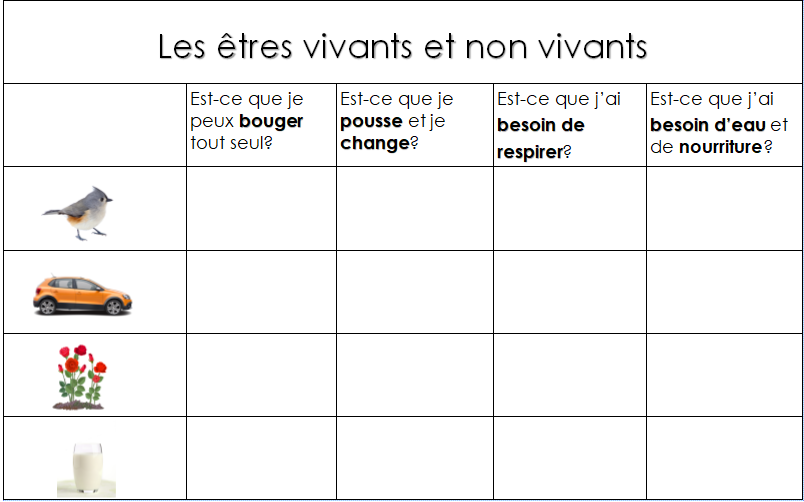 Les êtres vivants et non vivants
Est-ce que je
peux bouger
tout seul?
Est-ce que je
pousse et je
change?
Est-ce que j'ai
besoin de
respirer?
Est-ce que j'ai
besoin d'eau et
de nourriture?